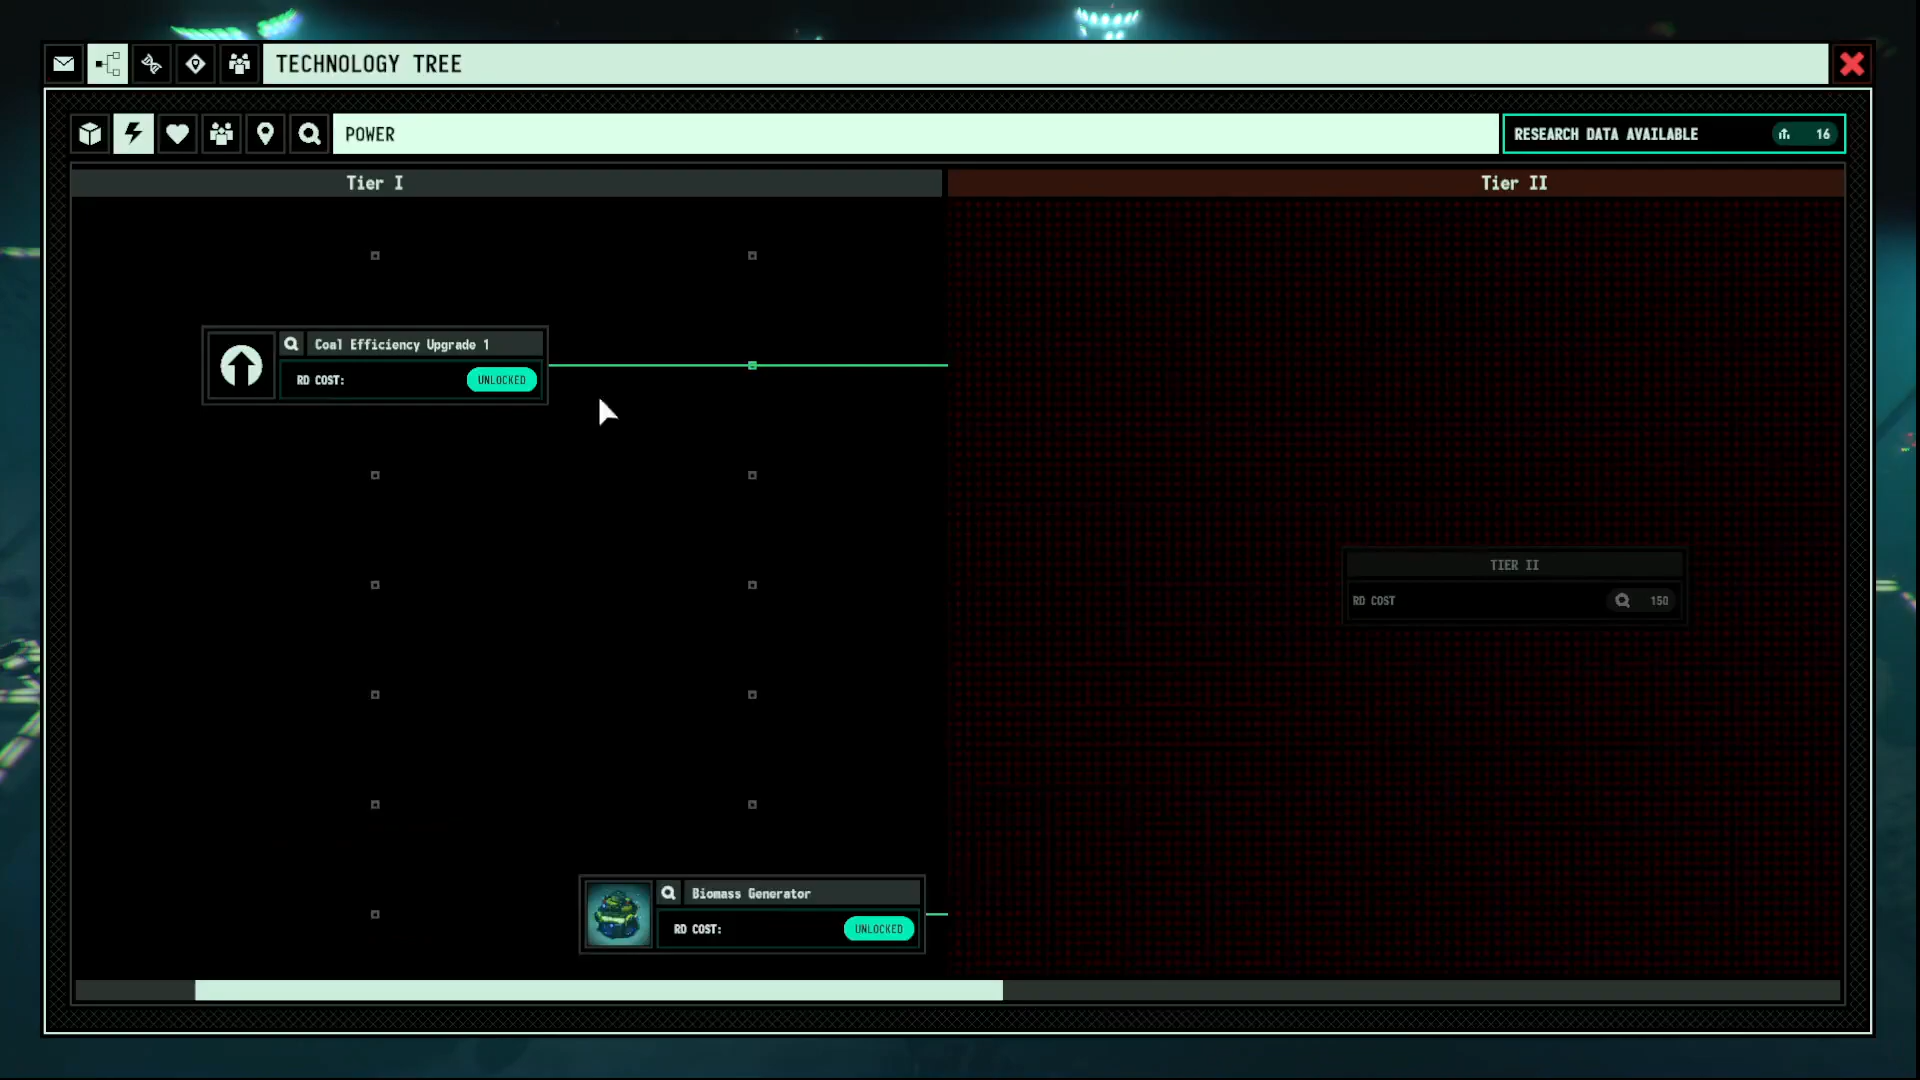 TECHNOLOGY TREE
POWER
RESEARCH DATA AVAILABLE 16
Tier I
Tier II
Coal Efficiency Upgrade 1
RD COST: UNLOCKED
TIER II
RD COST 150
Biomass Generator
RD COST: UNLOCKED